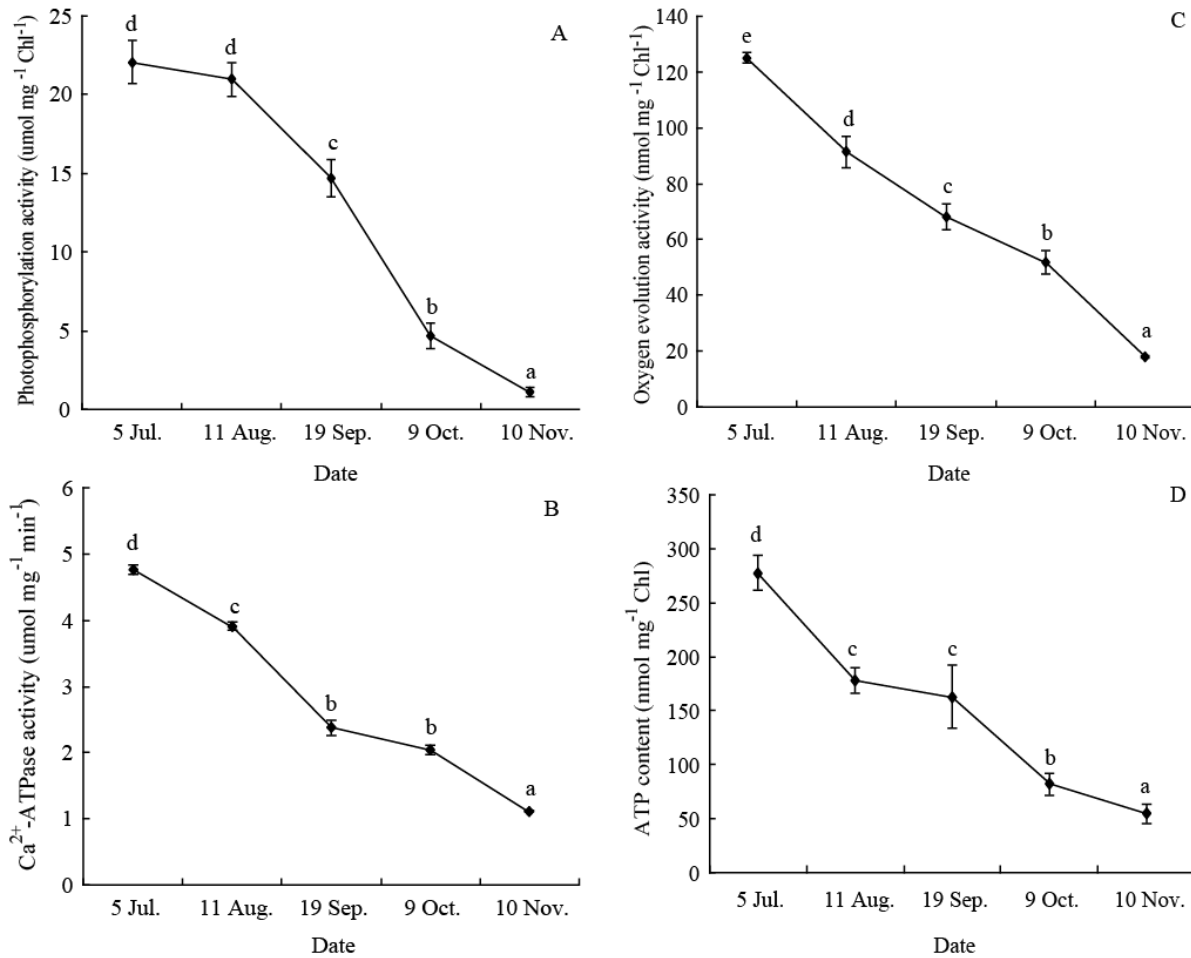 A
Photophosphorylation activity (umol mg -1 Chl-1)
25
20
15
10
5
0
d
d
c
b
a
5 Jul.
11 Aug.
19 Sep.
9 Oct.
10 Nov.
Date
C
Oxygen evolution activity (nmol mg -1 Chl-1)
140
120
100
80
60
40
20
0
e
d
c
b
a
5 Jul.
11 Aug.
19 Sep.
9 Oct.
10 Nov.
Date
B
Ca2+-ATPase activity (umol mg-1 min-1)
6
5
4
3
2
1
0
d
c
b
b
a
5 Jul.
11 Aug.
19 Sep.
9 Oct.
10 Nov.
Date
D
ATP content (nmol mg-1 Chl)
350
300
250
200
150
100
50
0
d
c
c
b
a
5 Jul.
11 Aug.
19 Sep.
9 Oct.
10 Nov.
Date